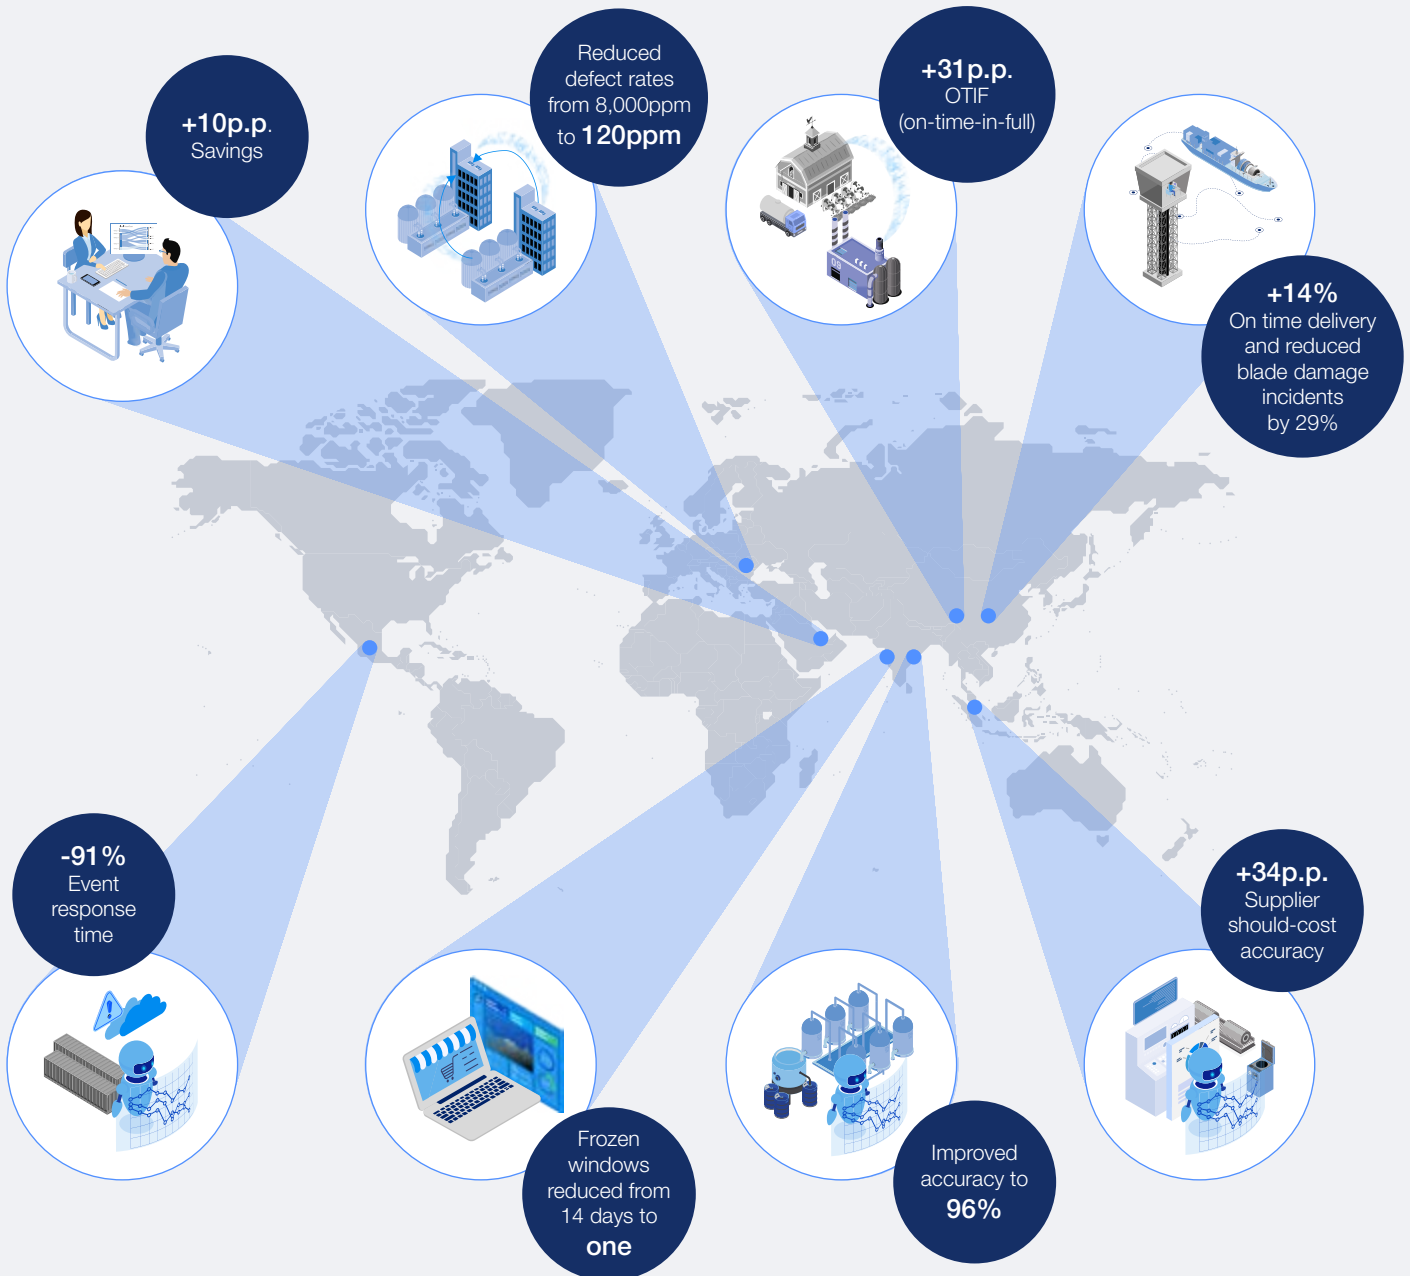 +10p.p.
Savings
Reduced
defect rates
from 8,000ppm
to 120ppm
+31p.p.
OTIF
(on-time-in-full)
+14%
On time delivery
and reduced
blade damage
incidents
by 29%
-91%
Event
response
time
Frozen
windows
reduced from
14 days to
one
Improved
accuracy to
96%
+34p.p.
Supplier
should-cost
accuracy